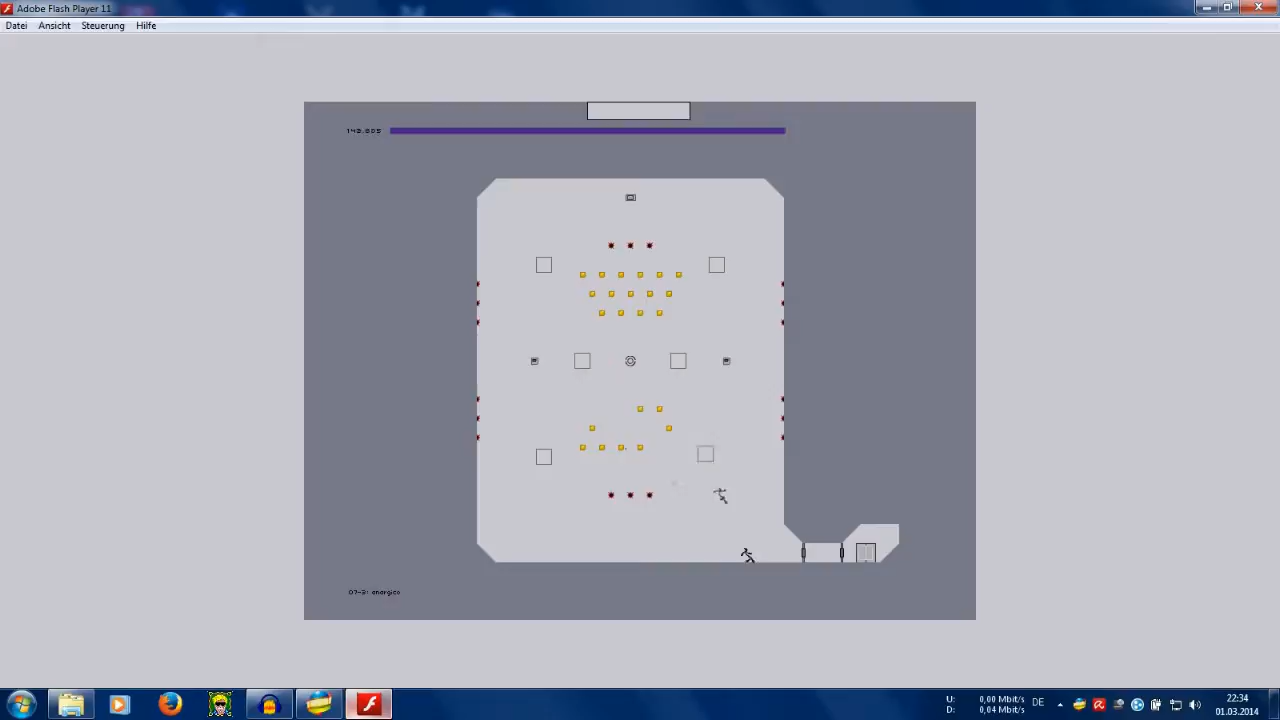 Adobe Flash Player 11
Datei Ansicht Steuerung Hilfe
07-3: energico
U: 0,00 Mbit/s
D: 0,04 Mbit/s
DE
22:34
01.03.2014